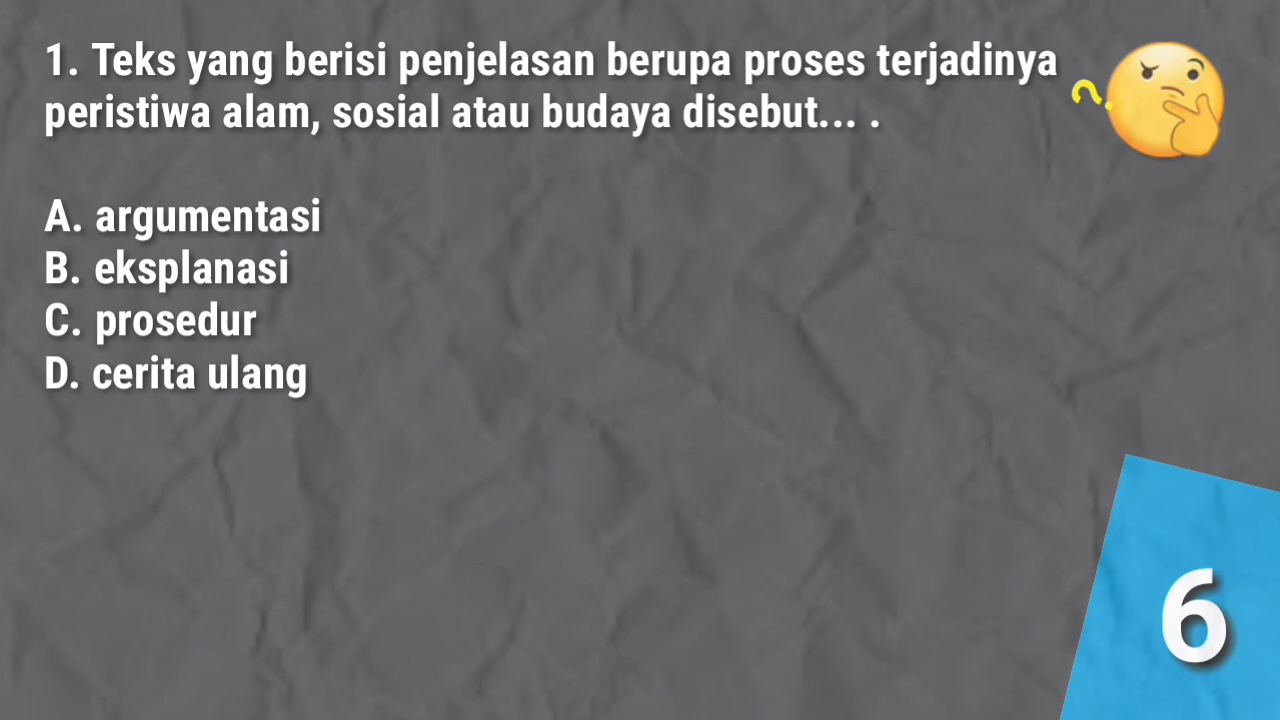 1. Teks yang berisi penjelasan berupa proses terjadinya
peristiwa alam, sosial atau budaya disebut... .
A. argumentasi
B. eksplanasi
C. prosedur
D. cerita ulang
?
6